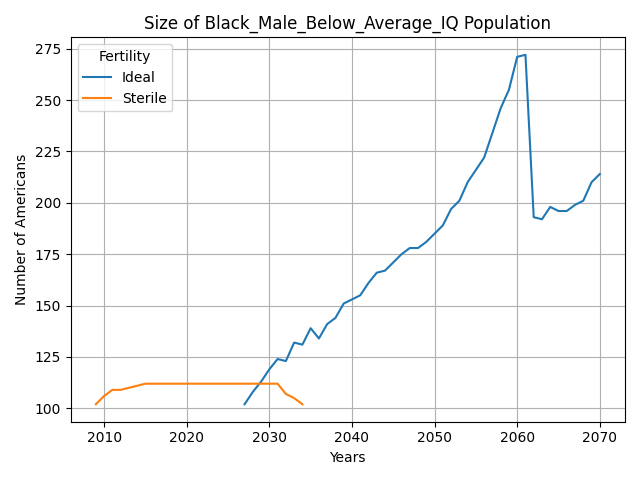 Size of Black_Male_Below_Average_IQ Population
Fertility
Ideal
Sterile
Number of Americans
275
250
225
200
175
150
125
100
2010 2020 2030 2040 2050 2060 2070
Years